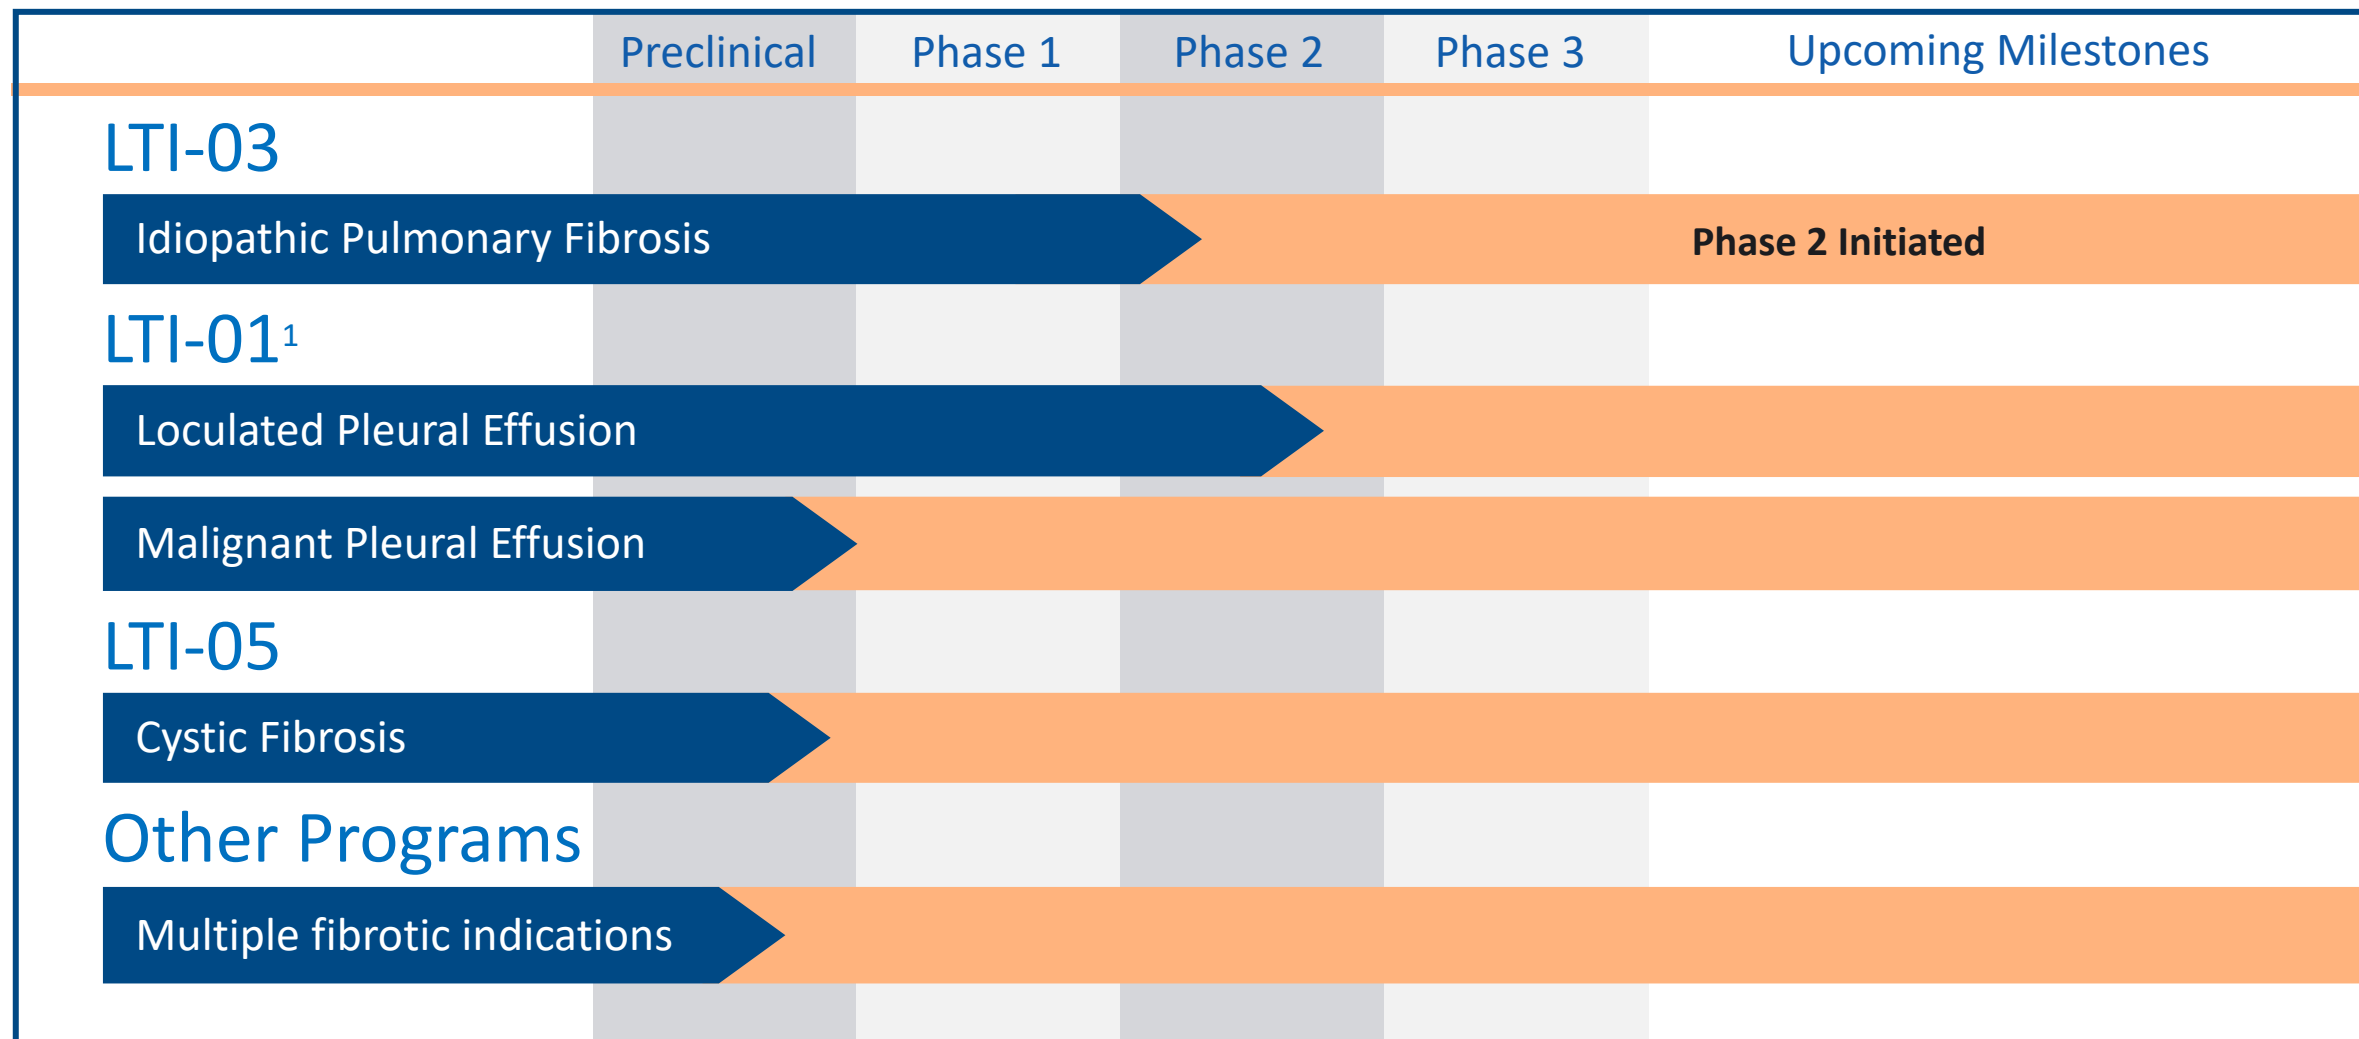 Preclinical Phase 1 Phase 2 Phase 3 Upcoming Milestones
LTI-03
Idiopathic Pulmonary Fibrosis Phase 2 Initiated
LTI-01¹
Loculated Pleural Effusion
Malignant Pleural Effusion
LTI-05
Cystic Fibrosis
Other Programs
Multiple fibrotic indications